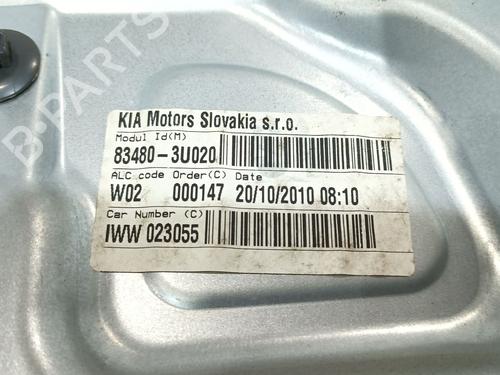 KIA Motors Slovakia s.r.o.
Modul Id(M)
83480-3U020
ALC code Order(C) Date
W02 000147 20/10/2010 08:10
Car Number (C)
IWW 023055
B-PARTS